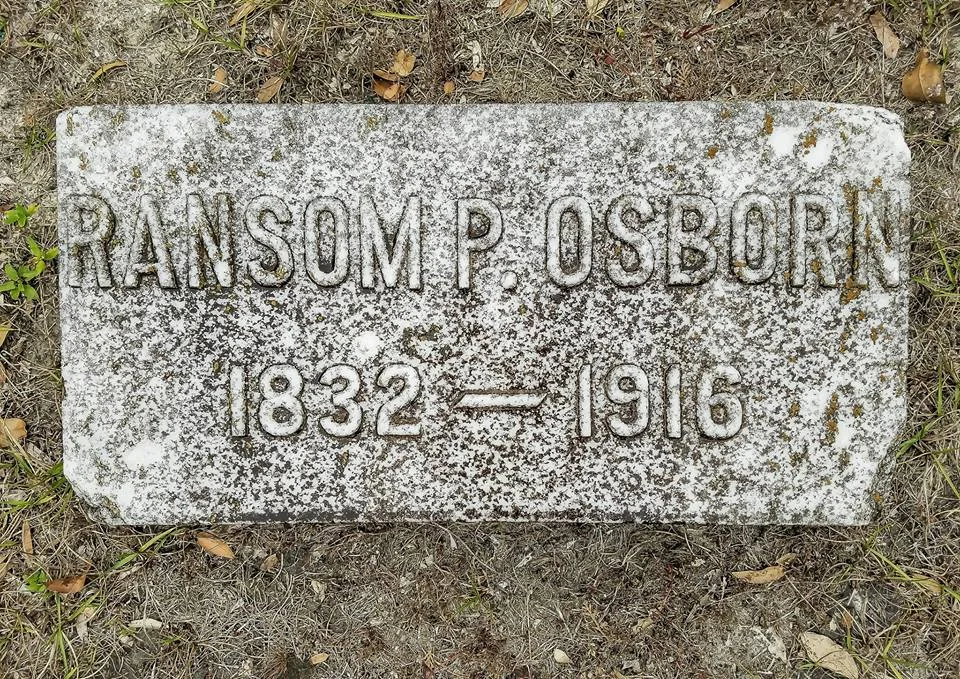 RANSOM P. OSBORN
1832 — 1916